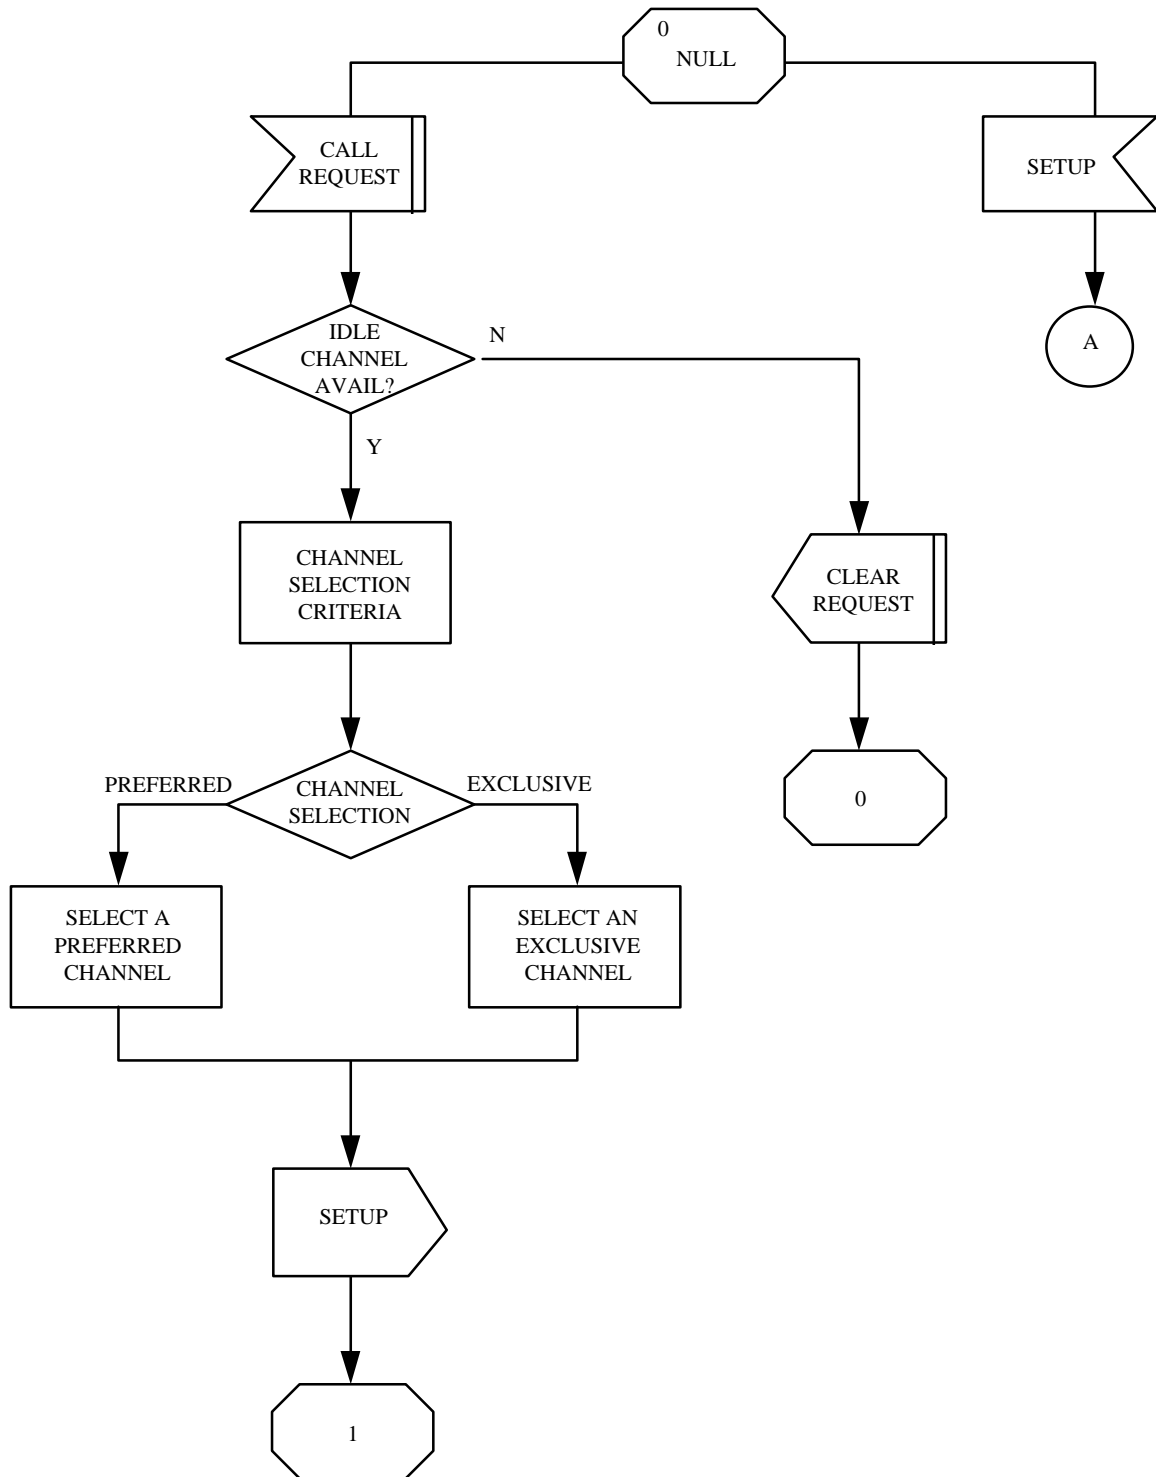 0
NULL
CALL
REQUEST
SETUP
IDLE
CHANNEL
AVAIL?
N
A
Y
CHANNEL
SELECTION
CRITERIA
CLEAR
REQUEST
PREFERRED
CHANNEL
SELECTION
EXCLUSIVE
0
SELECT A
PREFERRED
CHANNEL
SELECT AN
EXCLUSIVE
CHANNEL
SETUP
1